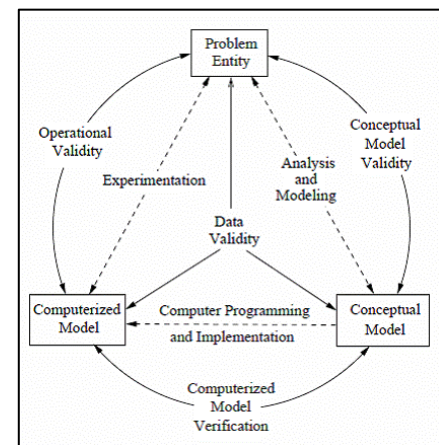 Problem
Entity
Operational
Validity
Conceptual
Model
Validity
Experimentation
Analysis
and
Modeling
Data
Validity
Computerized
Model
Computer Programming
and Implementation
Conceptual
Model
Computerized
Model
Verification